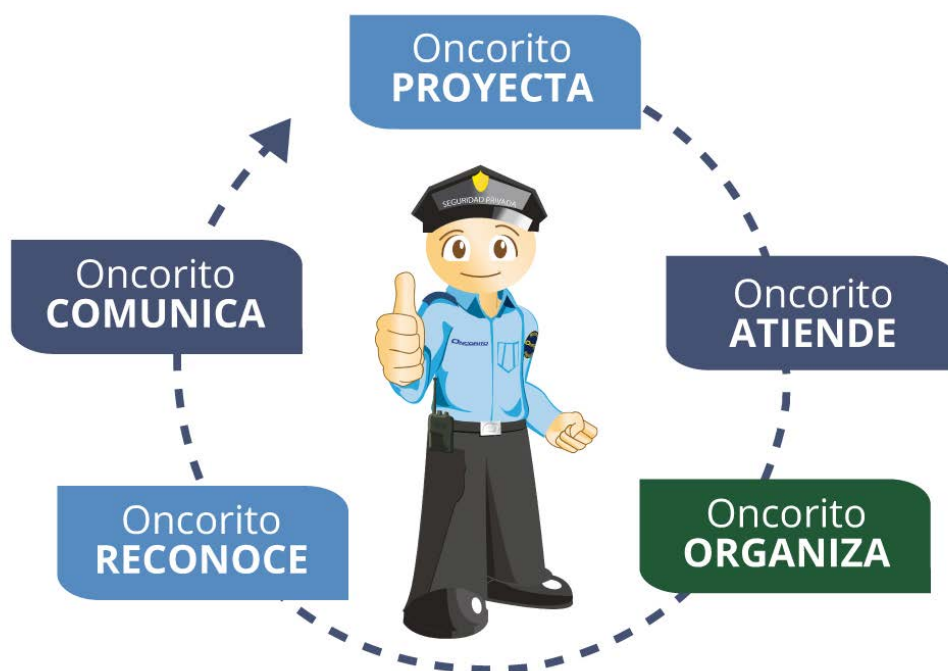 Oncorito
PROYECTA
SEGURIDAD PRIVADA
Oncorito
COMUNICA
Oncorito
ATIENDE
Oncorito
RECONOCE
Oncorito
ORGANIZA